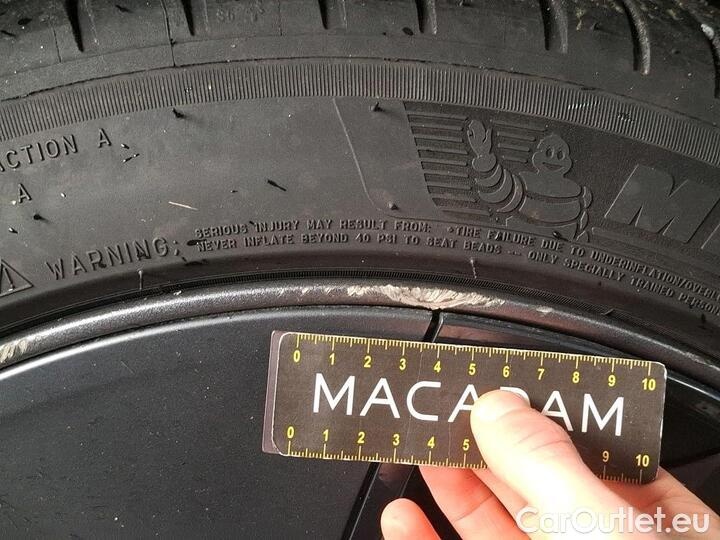 ACTION A
A
WARNING:
SERIOUS INJURY MAY RESULT FROM: •TIRE FAILURE DUE TO UNDERINFLATION/OVER
NEVER INFLATE BEYOND 40 PSI TO SEAT BEADS -- ONLY SPECIALLY TRAINED PERSO
0 1 2 3 4 5 6 7 8 9 10
MACADAM
0 1 2 3 4 5 9 10
CarOutlet.eu